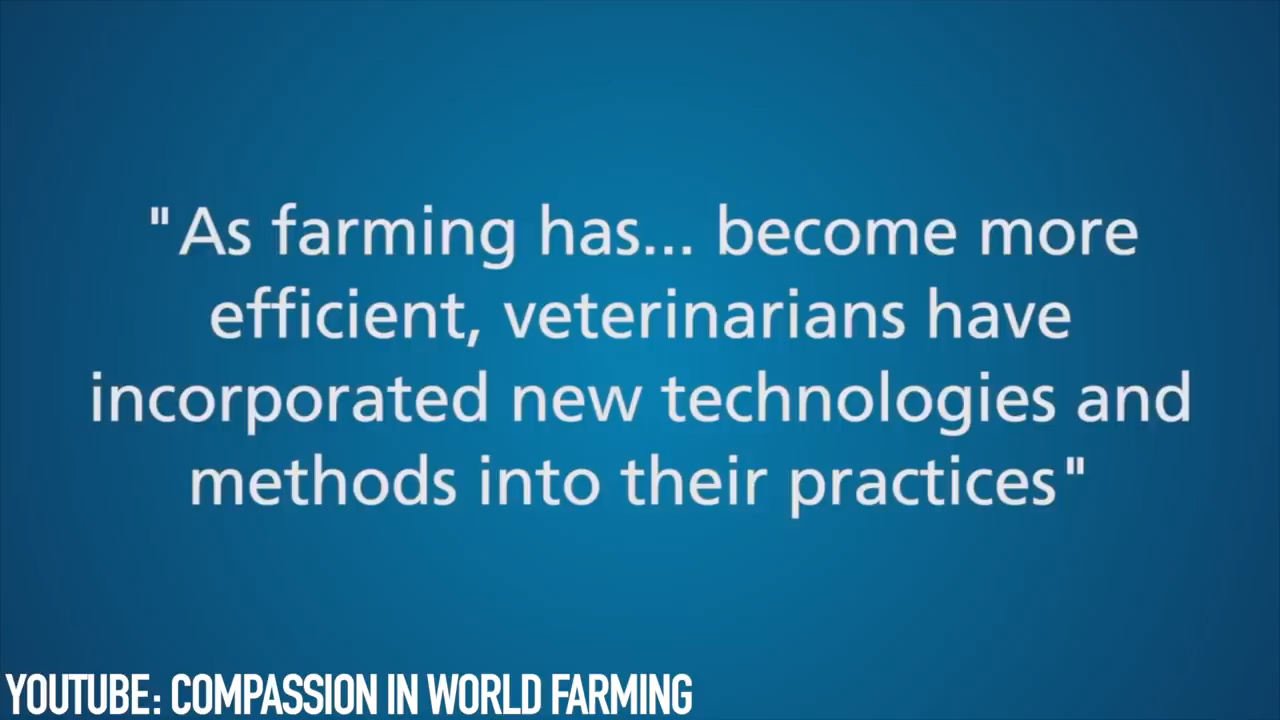 "As farming has... become more
efficient, veterinarians have
incorporated new technologies and
methods into their practices"
YOUTUBE: COMPASSION IN WORLD FARMING